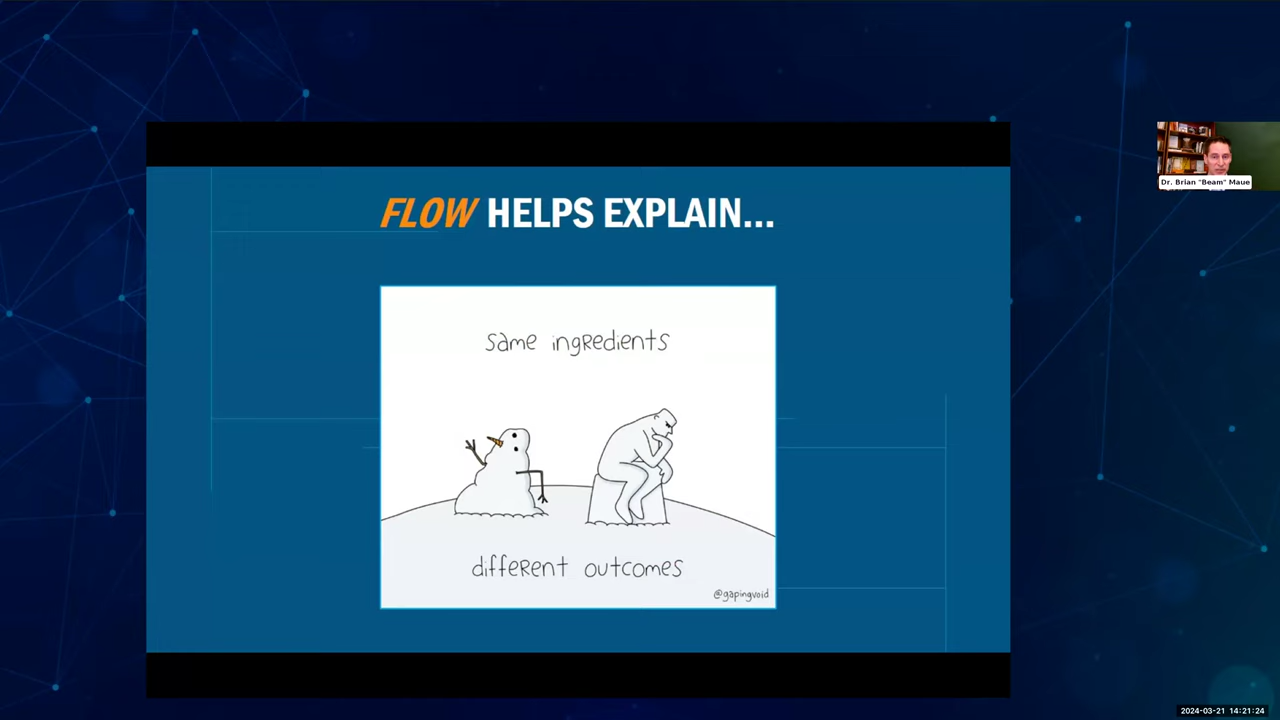 FLOW HELPS EXPLAIN...
same ingredients
different outcomes
@gapingvoid
Dr. Brian "Beam" Maue
2024-03-21 14:21:24